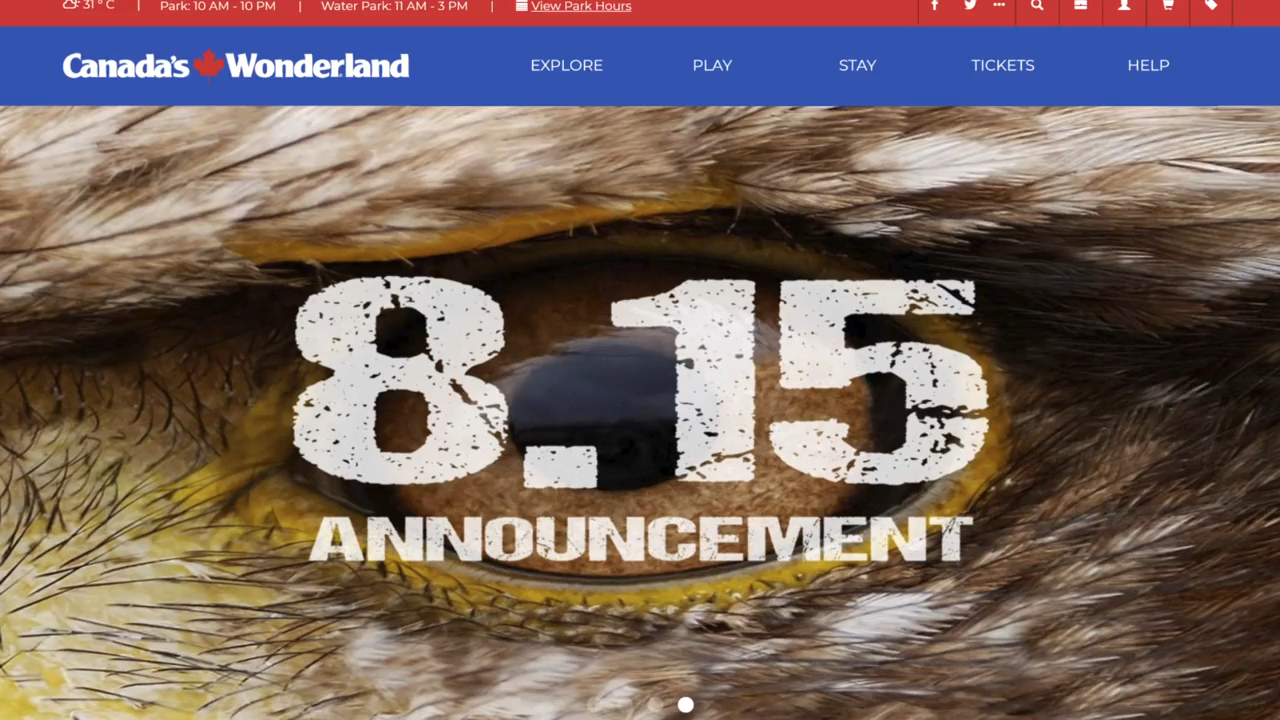 31 ° C | Park: 10 AM - 10 PM | Water Park: 11 AM - 3 PM | View Park Hours
Canada's Wonderland
EXPLORE PLAY STAY TICKETS HELP
8.15
ANNOUNCEMENT